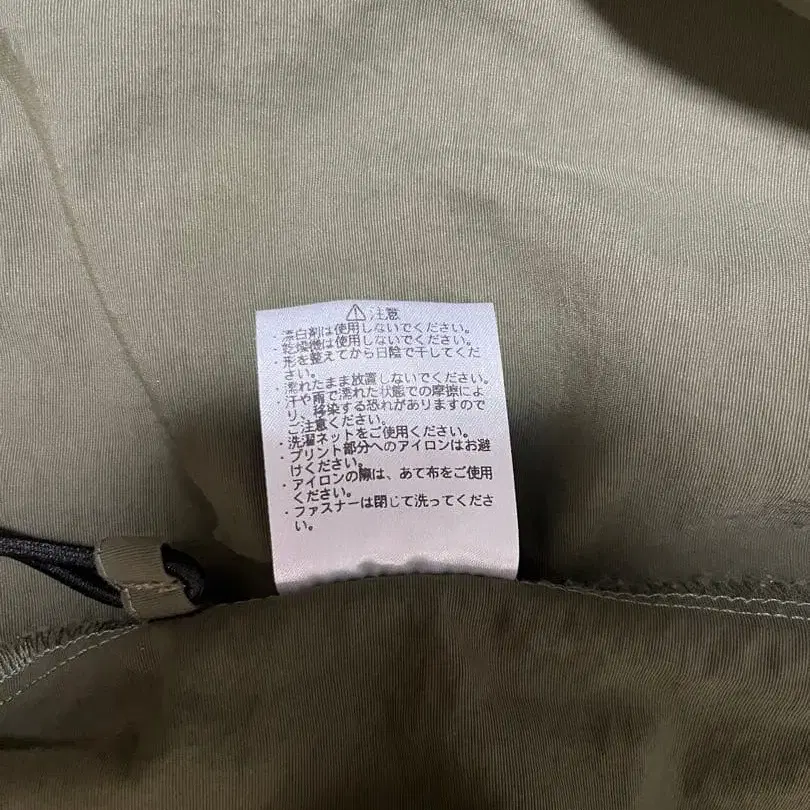 ⚠注意
・漂白剤は使用しないでください。
・乾燥機は使用しないでください。
・形を整えてから日陰で干してくだ
さい。
・濡れたまま放置しないでください。
・汗や雨で濡れた状態での摩擦によ
り、移染する恐れがありますので
ご注意ください。
・洗濯ネットをご使用ください。
・プリント部分へのアイロンはお避
けください。
・アイロンの際は、あて布をご使用
ください。
・ファスナーは閉じて洗ってくださ
い。